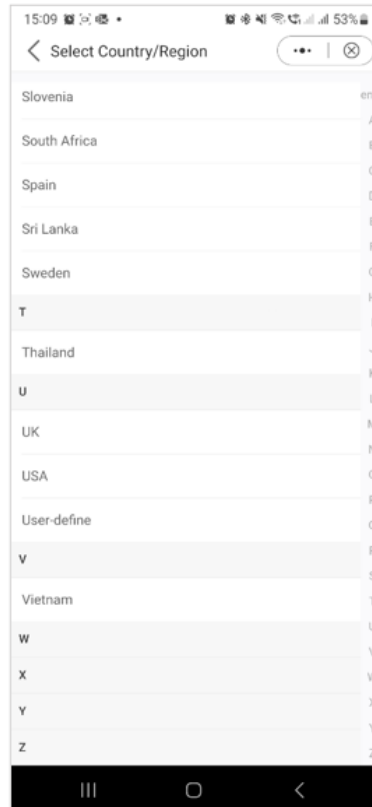 15:09 53%
Select Country/Region
Slovenia
South Africa
Spain
Sri Lanka
Sweden
T
Thailand
U
UK
USA
User-define
V
Vietnam
W
X
Y
Z